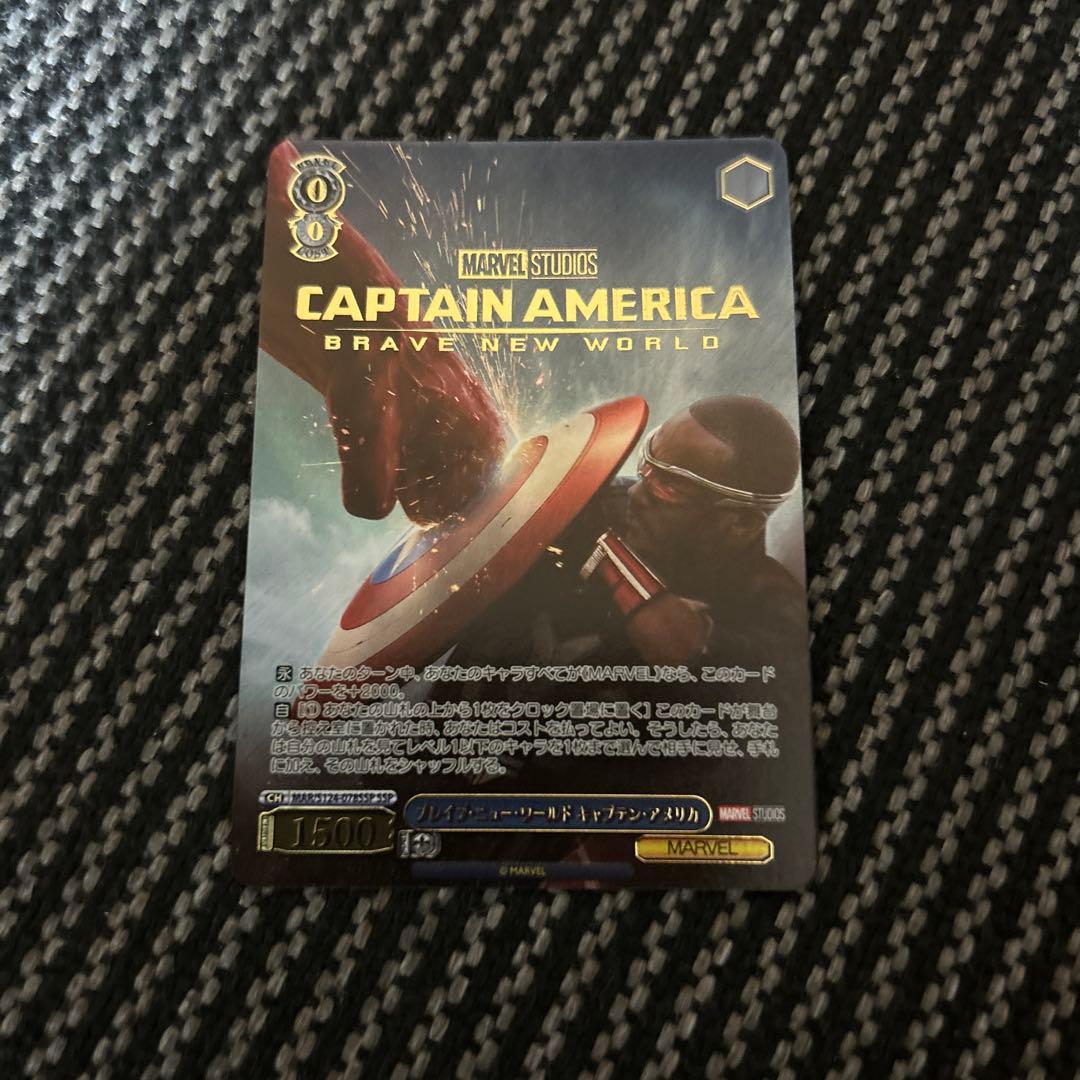 LEVEL
0
0
COST
MARVEL STUDIOS
CAPTAIN AMERICA
BRAVE NEW WORLD
永 あなたのターン中、あなたのキャラすべてが《MARVEL》なら、このカード
のパワーを+2000。
自 [(1) あなたの山札の上から1枚をクロック置場に置く] このカードが舞台
から控え室に置かれた時、あなたはコストを払ってよい。そうしたら、あなた
は自分の山札を見てレベル1以下のキャラを1枚まで選んで相手に見せ、手札
に加え、その山札をシャッフルする。
CH MAR/S124-078SSP SSP
ブレイブ・ニュー・ワールド キャプテン・アメリカ
MARVEL STUDIOS
1500
MARVEL
© MARVEL